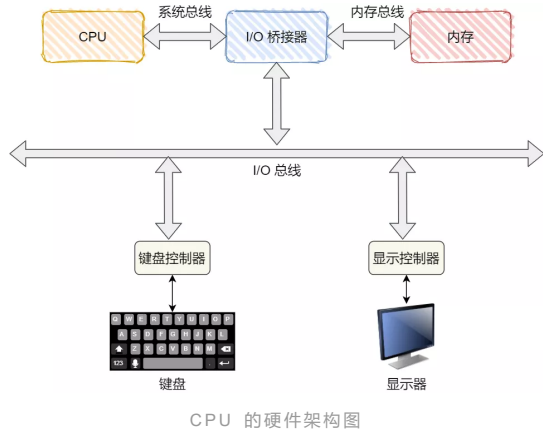 系统总线
内存总线
CPU
I/O 桥接器
内存
I/O 总线
键盘控制器
显示控制器
Q W E R T Y U I O P
A S D F G H J K L
Z X C V B N M
123
键盘
显示器
CPU 的硬件架构图